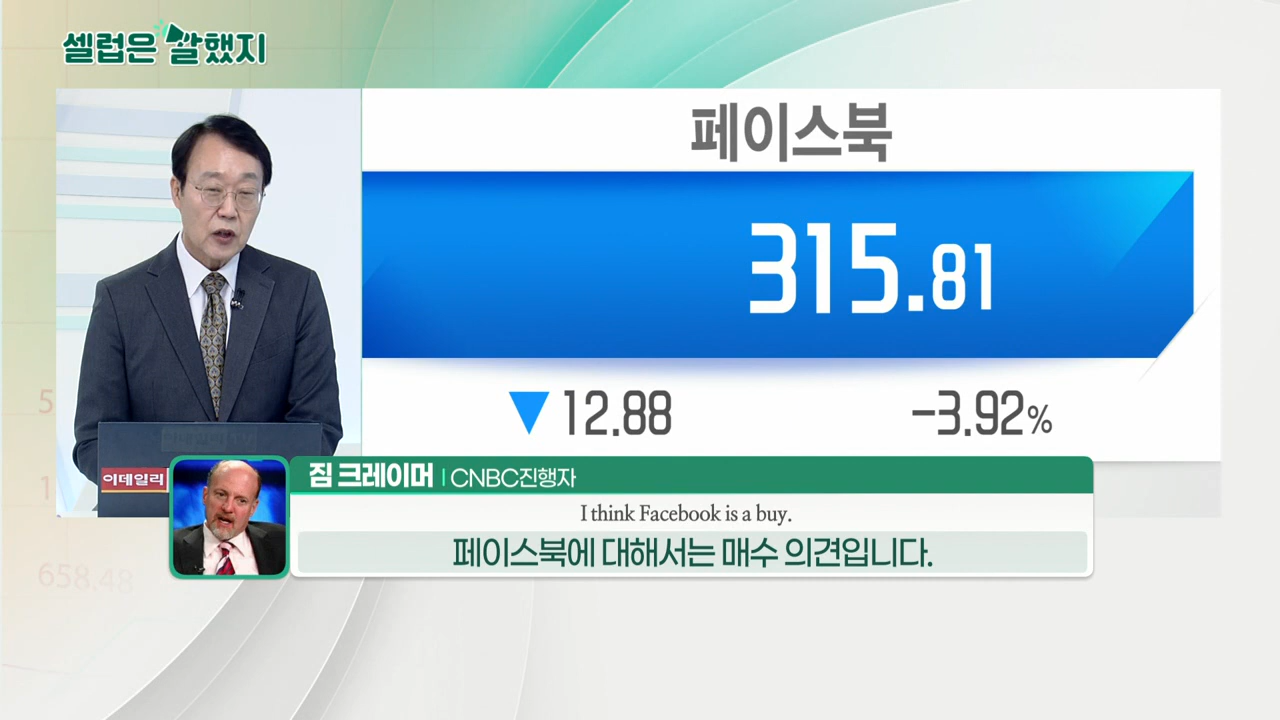 셀럽은 말했지
페이스북
315.81
▼ 12.88 -3.92%
이데일리
짐 크레이머 | CNBC진행자
I think Facebook is a buy.
페이스북에 대해서는 매수 의견입니다.
658.48